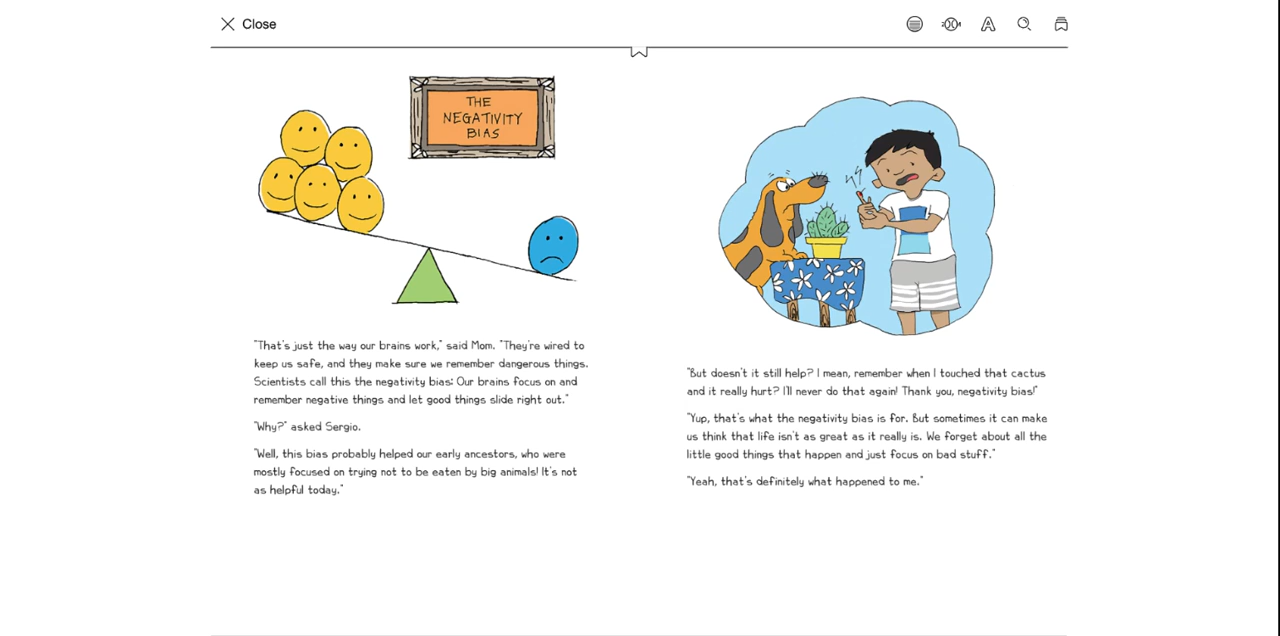 Close
THE
NEGATIVITY
BIAS
"That's just the way our brains work," said Mom. "They're wired to
keep us safe, and they make sure we remember dangerous things.
Scientists call this the negativity bias: Our brains focus on and
remember negative things and let good things slide right out."
"Why?" asked Sergio.
"Well, this bias probably helped our early ancestors, who were
mostly focused on trying not to be eaten by big animals! It's not
as helpful today."
"But doesn't it still help? I mean, remember when I touched that cactus
and it really hurt? I'll never do that again! Thank you, negativity bias!"
"Yup, that's what the negativity bias is for. But sometimes it can make
us think that life isn't as great as it really is. We forget about all the
little good things that happen and just focus on bad stuff."
"Yeah, that's definitely what happened to me."